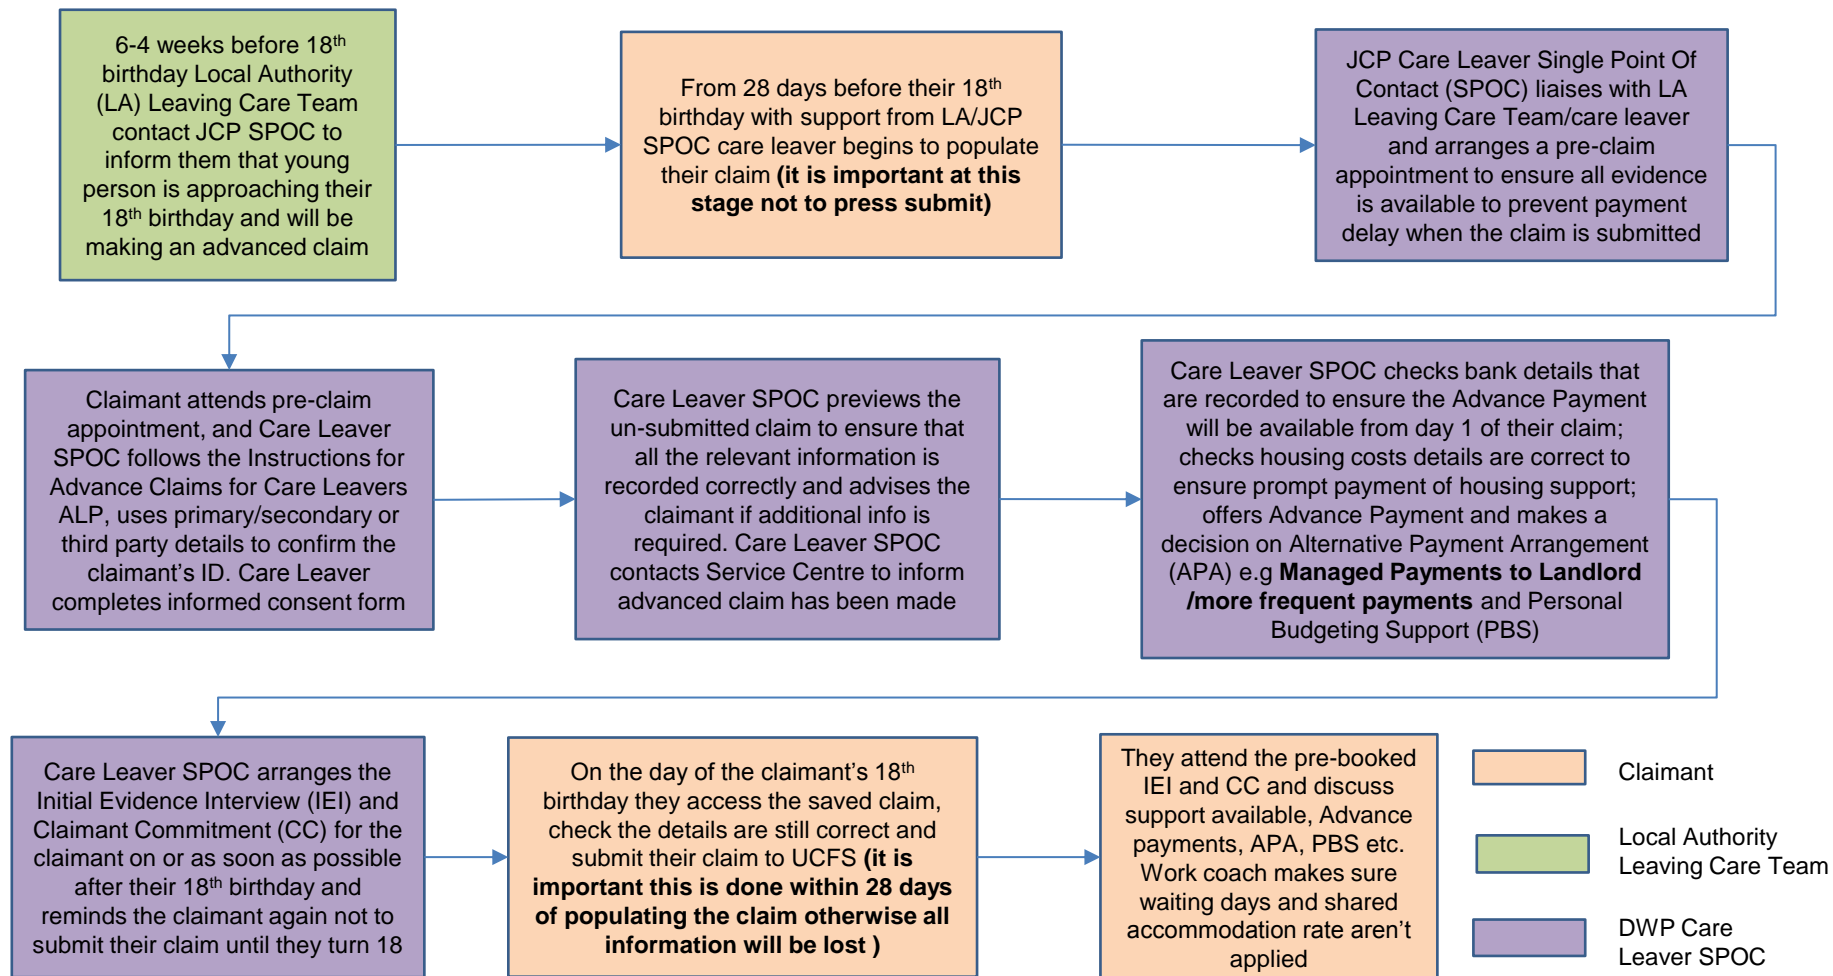 6-4 weeks before 18th
birthday Local Authority
(LA) Leaving Care Team
contact JCP SPOC to
inform them that young
person is approaching their
18th birthday and will be
making an advanced claim
From 28 days before their 18th
birthday with support from LA/JCP
SPOC care leaver begins to populate
their claim (it is important at this
stage not to press submit)
JCP Care Leaver Single Point Of
Contact (SPOC) liaises with LA
Leaving Care Team/care leaver
and arranges a pre-claim
appointment to ensure all evidence
is available to prevent payment
delay when the claim is submitted
Claimant attends pre-claim
appointment, and Care Leaver
SPOC follows the Instructions for
Advance Claims for Care Leavers
ALP, uses primary/secondary or
third party details to confirm the
claimant's ID. Care Leaver
completes informed consent form
Care Leaver SPOC previews the
un-submitted claim to ensure that
all the relevant information is
recorded correctly and advises the
claimant if additional info is
required. Care Leaver SPOC
contacts Service Centre to inform
advanced claim has been made
Care Leaver SPOC checks bank details that
are recorded to ensure the Advance Payment
will be available from day 1 of their claim;
checks housing costs details are correct to
ensure prompt payment of housing support;
offers Advance Payment and makes a
decision on Alternative Payment Arrangement
(APA) e.g Managed Payments to Landlord
/more frequent payments and Personal
Budgeting Support (PBS)
Care Leaver SPOC arranges the
Initial Evidence Interview (IEI) and
Claimant Commitment (CC) for the
claimant on or as soon as possible
after their 18th birthday and
reminds the claimant again not to
submit their claim until they turn 18
On the day of the claimant's 18th
birthday they access the saved claim,
check the details are still correct and
submit their claim to UCFS (it is
important this is done within 28 days
of populating the claim otherwise all
information will be lost )
They attend the pre-booked
IEI and CC and discuss
support available, Advance
payments, APA, PBS etc.
Work coach makes sure
waiting days and shared
accommodation rate aren't
applied
Claimant
Local Authority
Leaving Care Team
DWP Care
Leaver SPOC